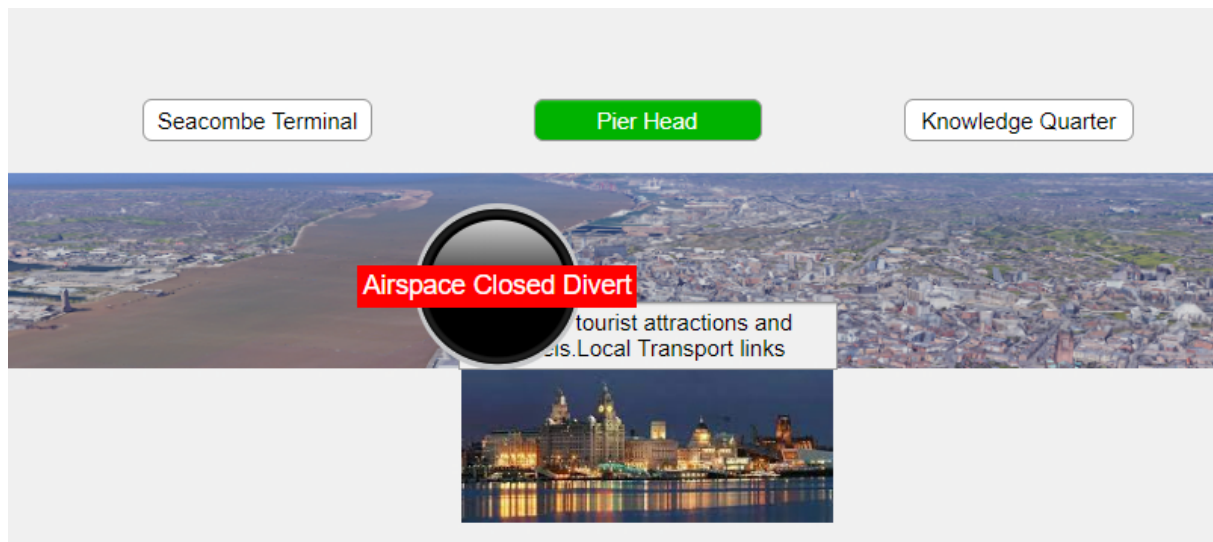 Seacombe Terminal
Pier Head
Knowledge Quarter
Airspace Closed Divert
tourist attractions and
Local Transport links